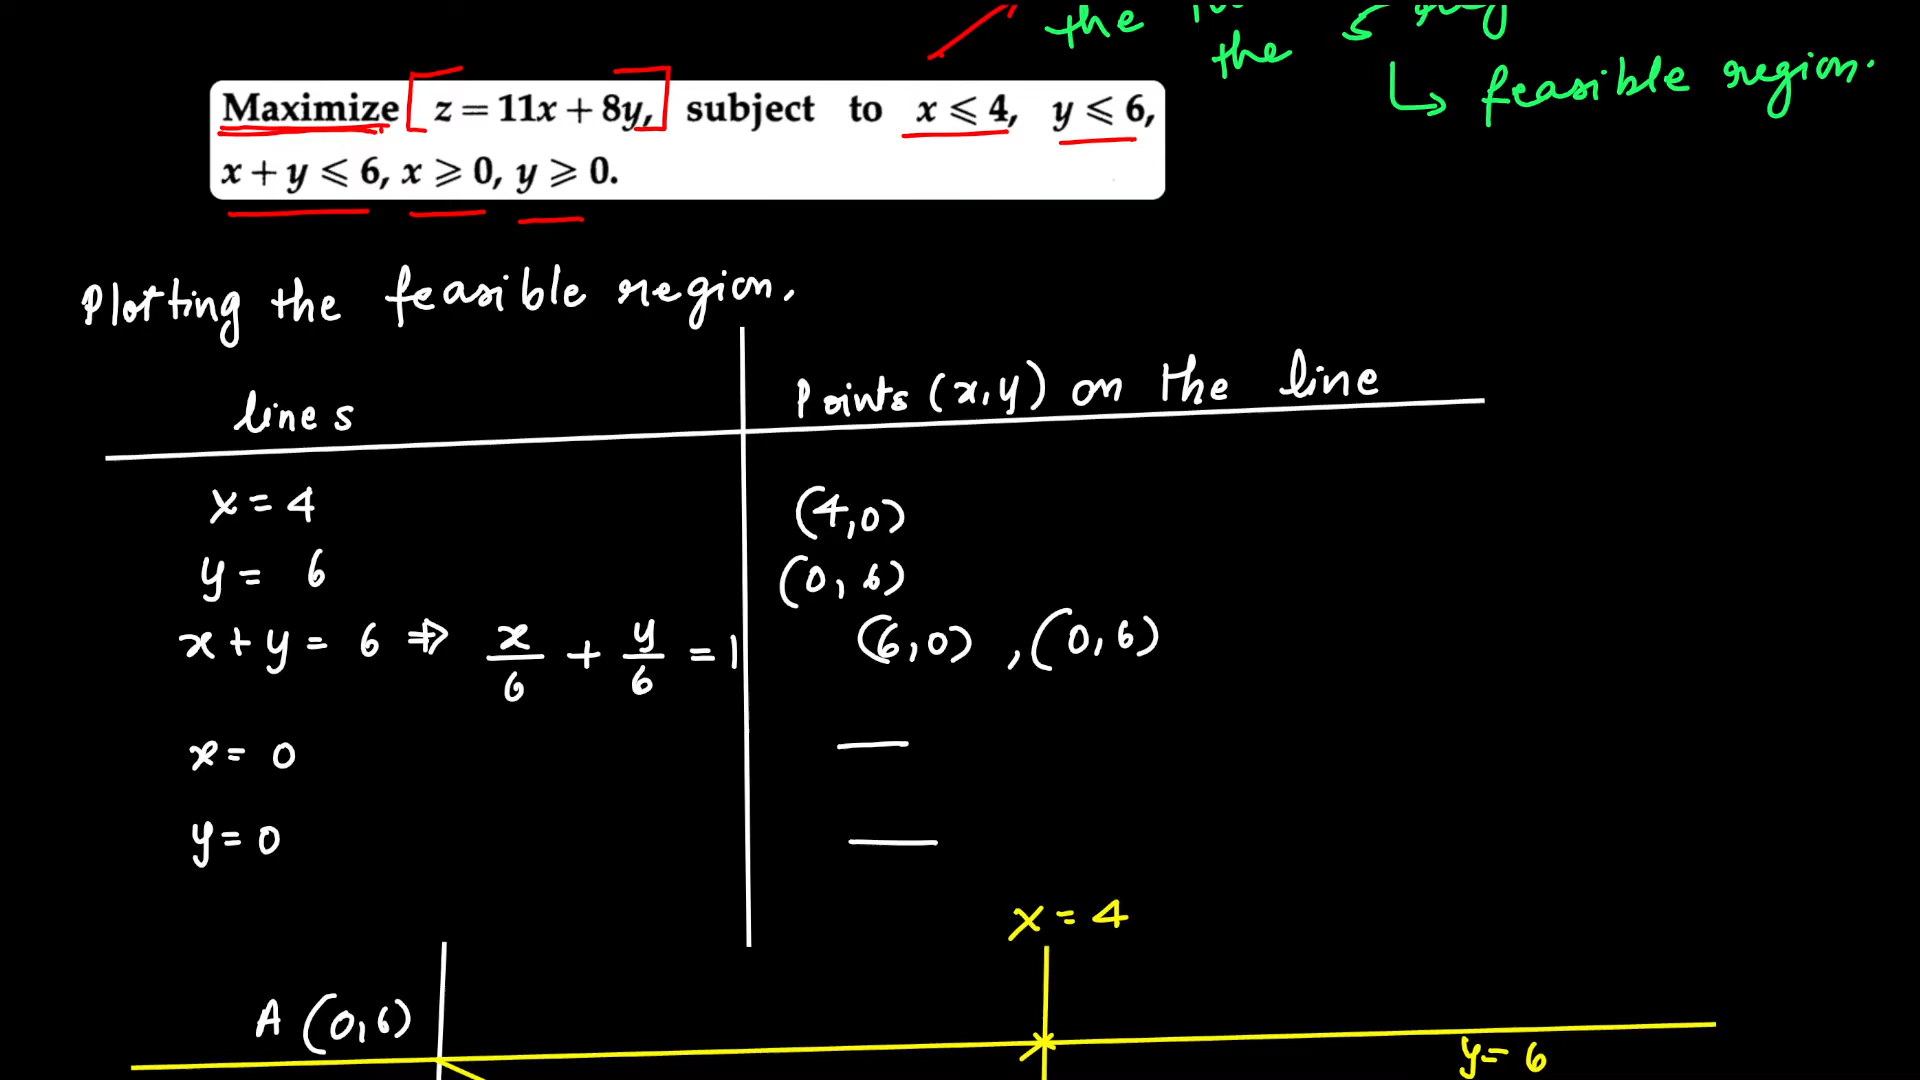 the
the
↳ feasible region.
Maximize z = 11x + 8y, subject to x ⩽ 4, y ⩽ 6,
x + y ⩽ 6, x ⩾ 0, y ⩾ 0.
Plotting the feasible region.
lines Points (x,y) on the line
x = 4 (4,0)
y = 6 (0,6)
x + y = 6 ⇒ x/6 + y/6 = 1 (6,0) , (0,6)
x = 0 —
y = 0 —
x = 4
A (0,6)
y = 6